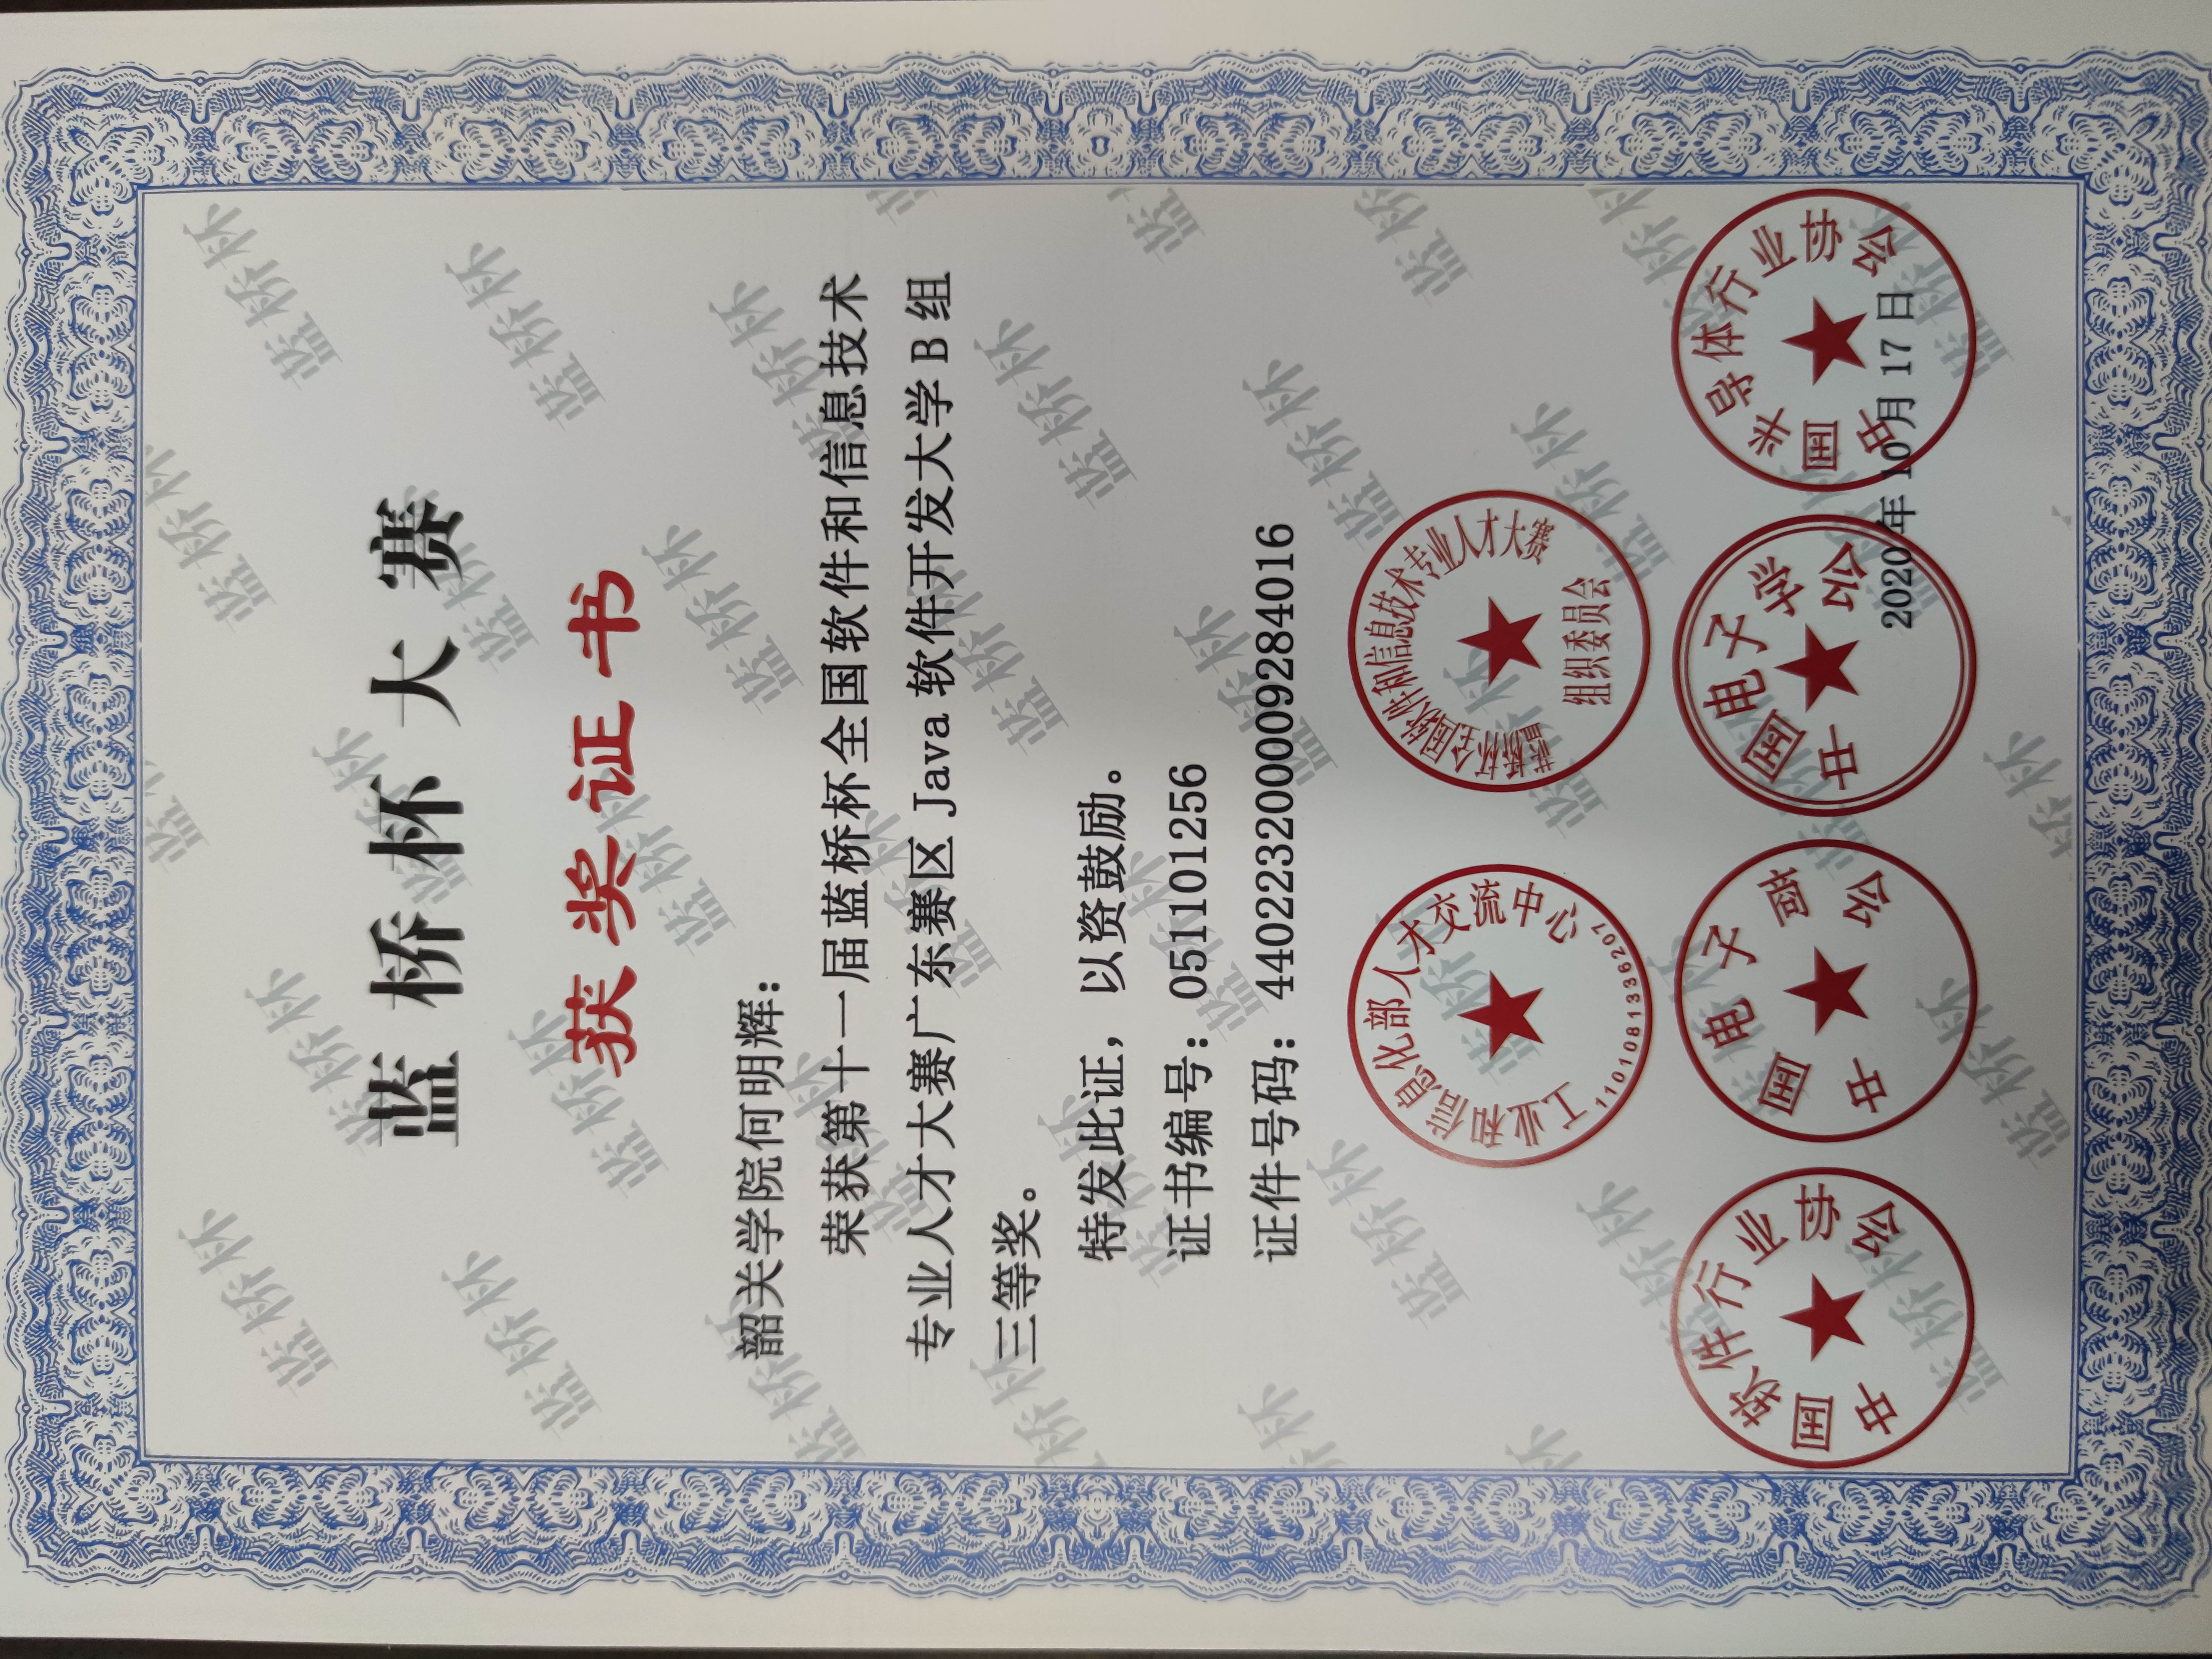 蓝桥杯大赛
获奖证书
韶关学院何明辉：
荣获第十一届蓝桥杯全国软件和信息技术
专业人才大赛广东赛区 Java 软件开发大学 B 组
三等奖。
特发此证，以资鼓励。
证书编号：051101256
证件号码：440223200009284016
工业和信息化部人才交流中心
1101081336207
蓝桥杯全国软件和信息技术专业人才大赛
组织委员会
中国软件行业协会
中国电子商会
中国电子学会
中国半导体行业协会
2020 年 10 月 17 日
蓝桥杯